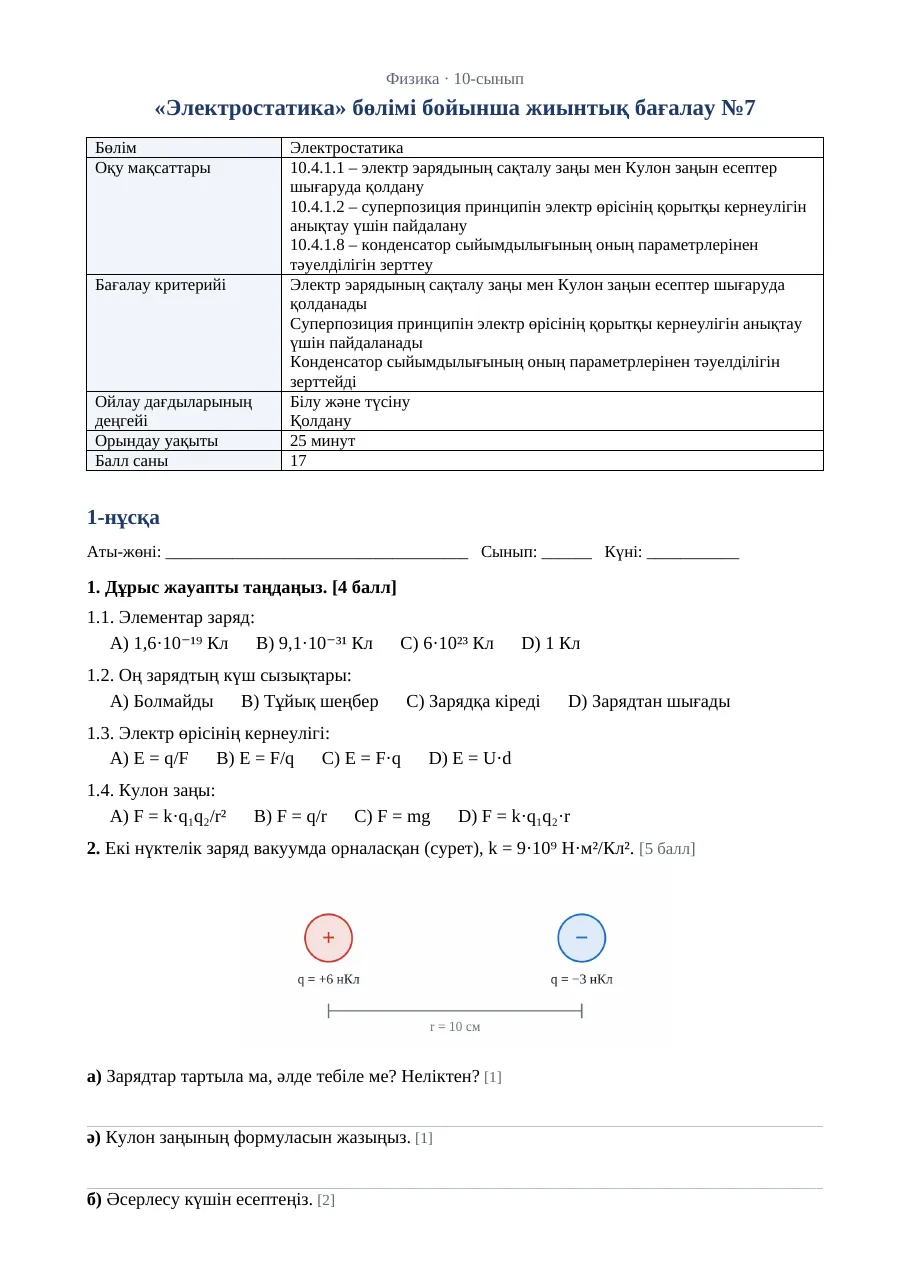 Физика · 10-сынып
«Электростатика» бөлімі бойынша жиынтық бағалау №7
Бөлім Электростатика
Оқу мақсаттары 10.4.1.1 – электр эарядының сақталу заңы мен Кулон заңын есептер
шығаруда қолдану
10.4.1.2 – суперпозиция принципін электр өрісінің қорытқы кернеулігін
анықтау үшін пайдалану
10.4.1.8 – конденсатор сыйымдылығының оның параметрлерінен
тәуелділігін зерттеу
Бағалау критерийі Электр эарядының сақталу заңы мен Кулон заңын есептер шығаруда
қолданады
Суперпозиция принципін электр өрісінің қорытқы кернеулігін анықтау
үшін пайдаланады
Конденсатор сыйымдылығының оның параметрлерінен тәуелділігін
зерттейді
Ойлау дағдыларының Білу және түсіну
деңгейі Қолдану
Орындау уақыты 25 минут
Балл саны 17
1-нұсқа
Аты-жөні: ____________________________________ Сынып: ______ Күні: ___________
1. Дұрыс жауапты таңдаңыз. [4 балл]
1.1. Элементар заряд:
A) 1,6·10⁻¹⁹ Кл B) 9,1·10⁻³¹ Кл C) 6·10²³ Кл D) 1 Кл
1.2. Оң зарядтың күш сызықтары:
A) Болмайды B) Тұйық шеңбер C) Зарядқа кіреді D) Зарядтан шығады
1.3. Электр өрісінің кернеулігі:
A) E = q/F B) E = F/q C) E = F·q D) E = U·d
1.4. Кулон заңы:
A) F = k·q₁q₂/r² B) F = q/r C) F = mg D) F = k·q₁q₂·r
2. Екі нүктелік заряд вакуумда орналасқан (сурет), k = 9·10⁹ Н·м²/Кл². [5 балл]
+ −
q = +6 нКл q = −3 нКл
r = 10 см
а) Зарядтар тартыла ма, әлде тебіле ме? Неліктен? [1]
ә) Кулон заңының формуласын жазыңыз. [1]
б) Әсерлесу күшін есептеңіз. [2]